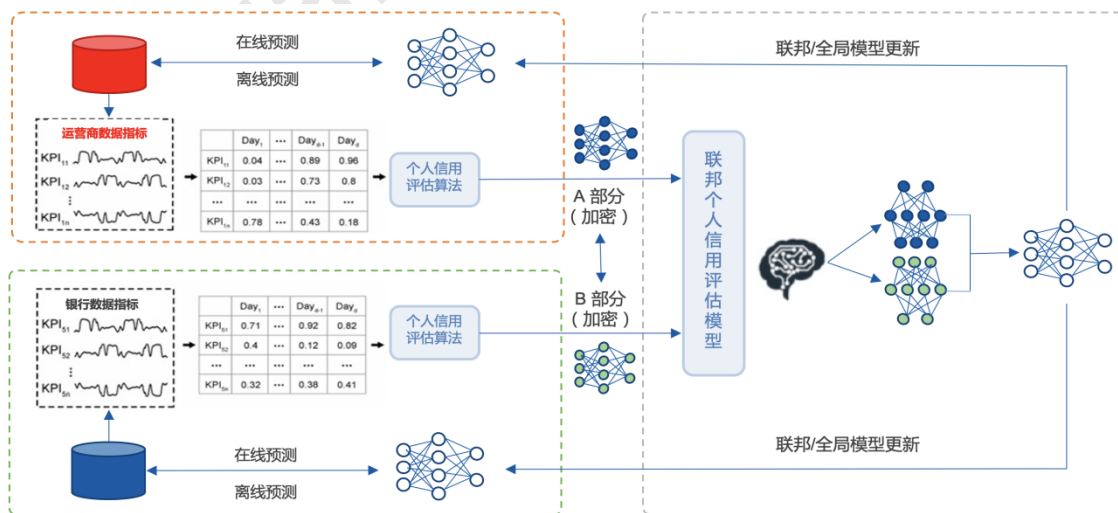 在线预测
离线预测
联邦/全局模型更新
运营商数据指标
KPI11
KPI12
⋮
KPI1n
Day1 ... Dayd-1 Dayd
KPI11 0.04 ... 0.89 0.96
KPI12 0.03 ... 0.73 0.8
... ... ... ...
KPI1n 0.78 ... 0.43 0.18
个人信用
评估算法
A 部分
（加密）
B 部分
（加密）
联邦个人信用评估模型
银行数据指标
KPI51
KPI52
⋮
KPI5n
Day1 ... Dayd-1 Dayd
KPI51 0.71 ... 0.92 0.82
KPI52 0.4 ... 0.12 0.09
... ... ... ...
KPI5n 0.32 ... 0.38 0.41
个人信用
评估算法
在线预测
离线预测
联邦/全局模型更新